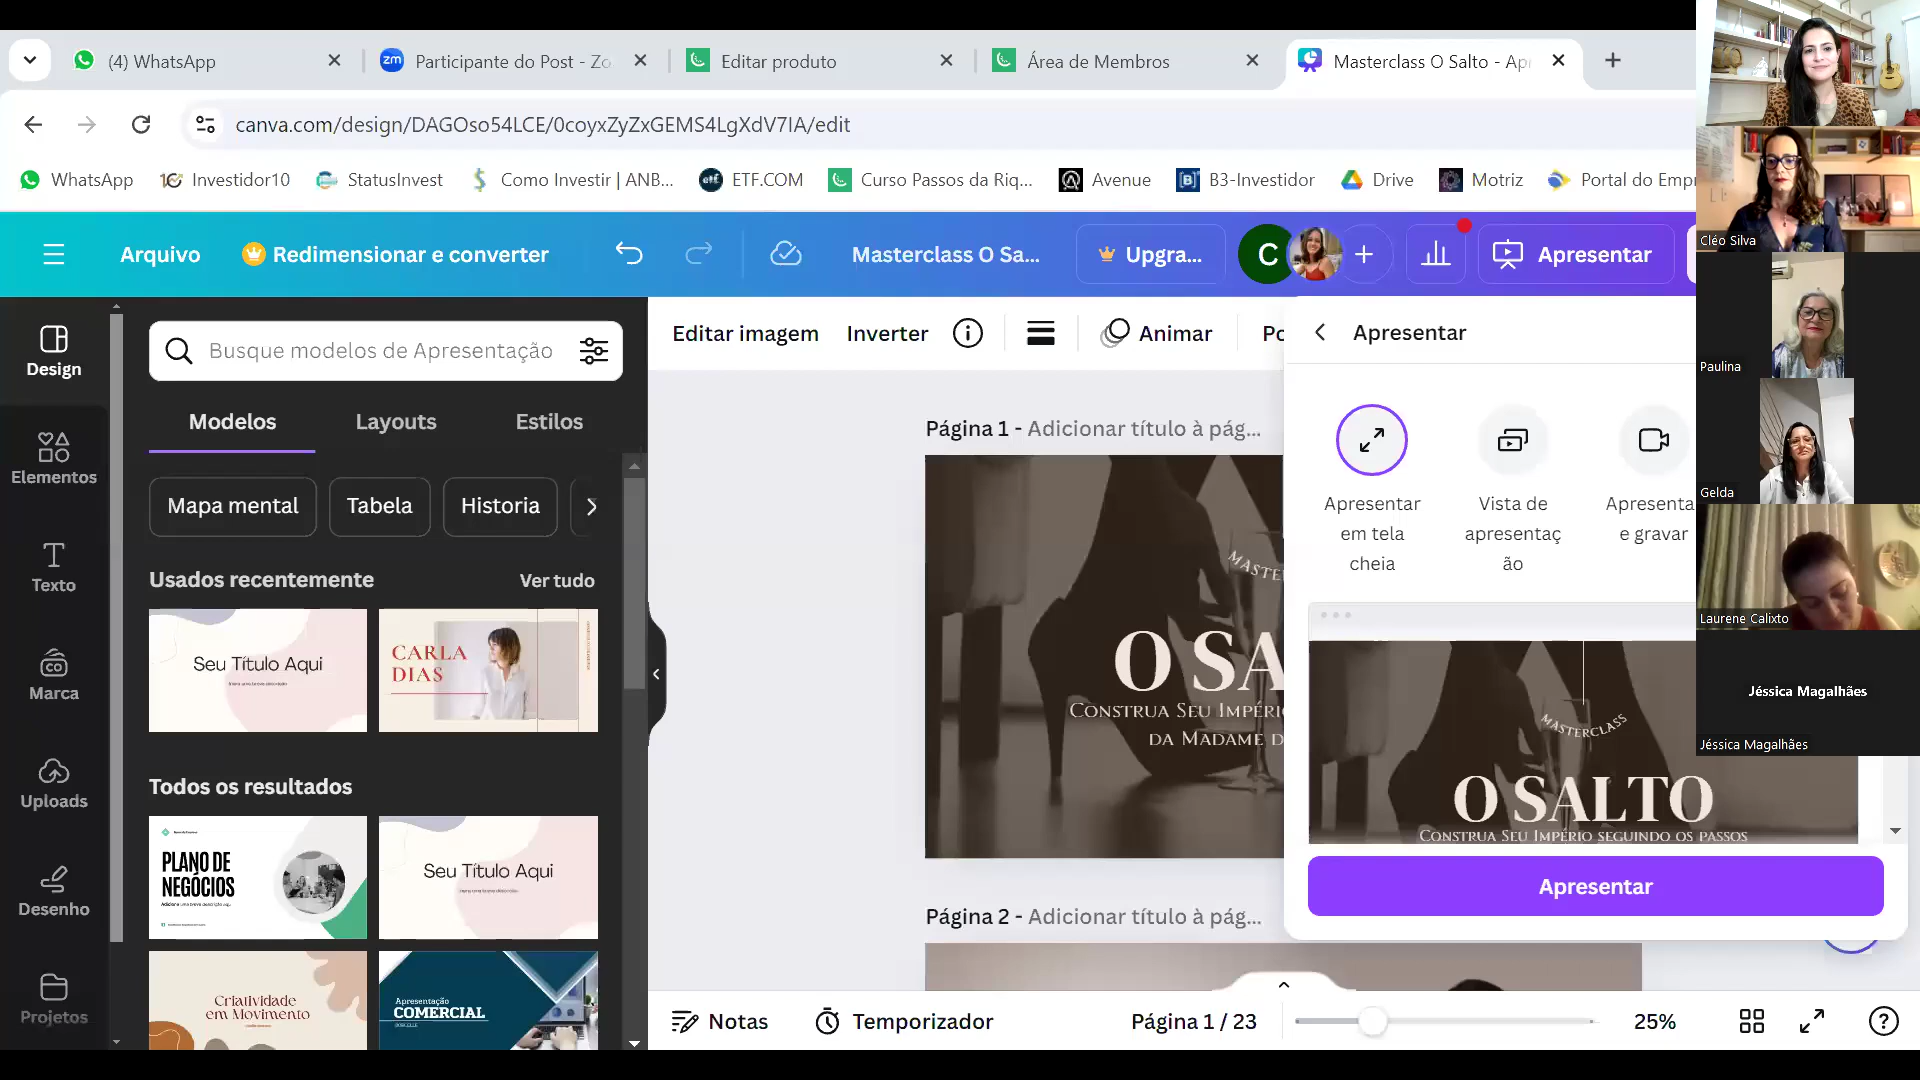 (4) WhatsApp
Participante do Post - Zo
Editar produto
Área de Membros
Masterclass O Salto - Apr
canva.com/design/DAGOso54LCE/0coyxZyZxGEMS4LgXdV7IA/edit
WhatsApp
Investidor10
StatusInvest
Como Investir | ANB...
ETF.COM
Curso Passos da Riq...
Avenue
B3-Investidor
Drive
Motriz
Portal do Empr
Arquivo
Redimensionar e converter
Masterclass O Sa...
Upgra...
C
Apresentar
Design
Elementos
Texto
Marca
Uploads
Desenho
Projetos
Busque modelos de Apresentação
Modelos
Layouts
Estilos
Mapa mental
Tabela
Historia
Usados recentemente
Ver tudo
Seu Título Aqui
CARLA
DIAS
Todos os resultados
PLANO DE
NEGÓCIOS
Seu Título Aqui
Criatividade
em Movimento
Apresentação
COMERCIAL
Editar imagem
Inverter
Animar
Po
Página 1 - Adicionar título à pág...
MASTER
O SA
Construa Seu Impéri
da Madame d
Página 2 - Adicionar título à pág...
Apresentar
Apresentar
em tela
cheia
Vista de
apresentaç
ão
Apresenta
e gravar
MASTERCLASS
O SALTO
Construa Seu Império seguindo os passos
Apresentar
Notas
Temporizador
Página 1 / 23
25%
Cléo Silva
Paulina
Gelda
Laurene Calixto
Jéssica Magalhães
Jéssica Magalhães